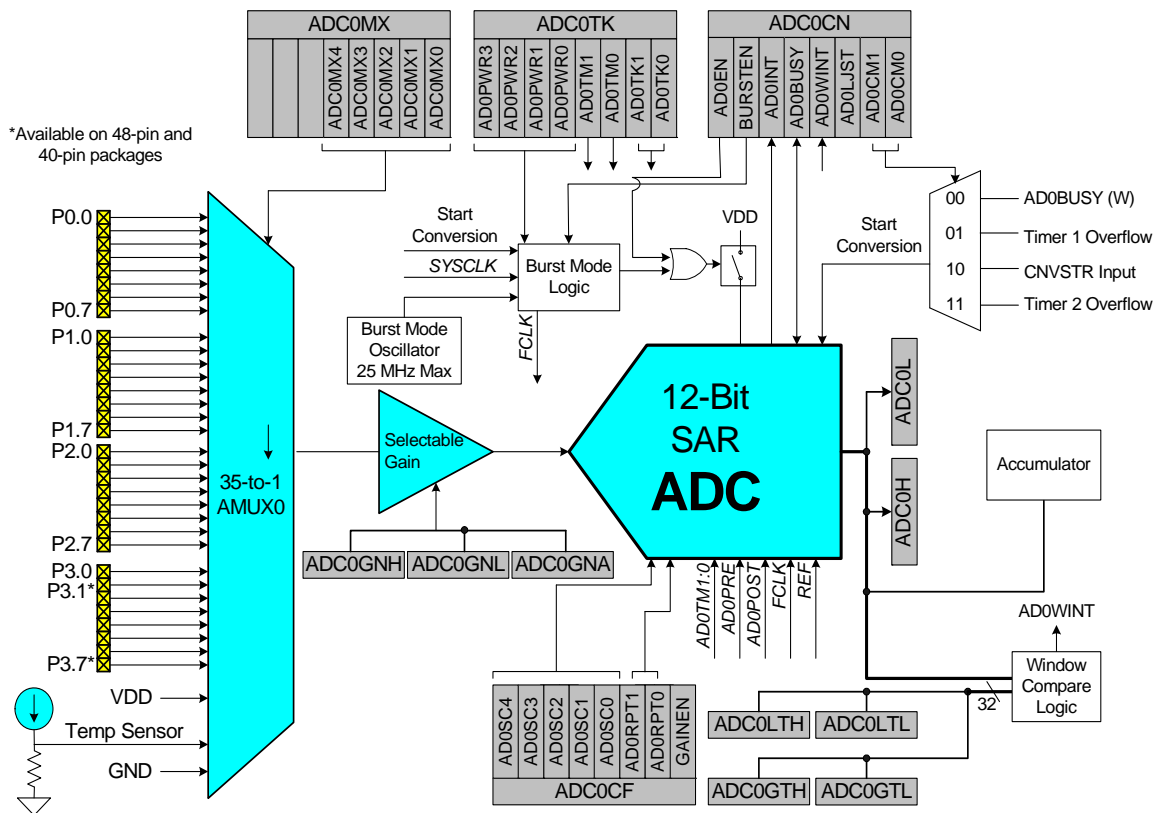 ADC0MX
ADC0MX4
ADC0MX3
ADC0MX2
ADC0MX1
ADC0MX0
ADC0TK
AD0PWR3
AD0PWR2
AD0PWR1
AD0PWR0
AD0TM1
AD0TM0
AD0TK1
AD0TK0
ADC0CN
AD0EN
BURSTEN
AD0INT
AD0BUSY
AD0WINT
AD0LJST
AD0CM1
AD0CM0
*Available on 48-pin and
40-pin packages
P0.0
P0.7
P1.0
P1.7
P2.0
P2.7
P3.0
P3.1*
P3.7*
VDD
Temp Sensor
GND
35-to-1
AMUX0
Start
Conversion
SYSCLK
Burst Mode
Logic
Burst Mode
Oscillator
25 MHz Max
FCLK
VDD
Start
Conversion
00
01
10
11
AD0BUSY (W)
Timer 1 Overflow
CNVSTR Input
Timer 2 Overflow
Selectable
Gain
12-Bit
SAR
ADC
ADC0L
ADC0H
Accumulator
ADC0GNH
ADC0GNL
ADC0GNA
AD0TM1:0
AD0PRE
AD0POST
FCLK
REF
AD0WINT
Window
Compare
Logic
32
AD0SC4
AD0SC3
AD0SC2
AD0SC1
AD0SC0
AD0RPT1
AD0RPT0
GAINEN
ADC0CF
ADC0LTH
ADC0LTL
ADC0GTH
ADC0GTL